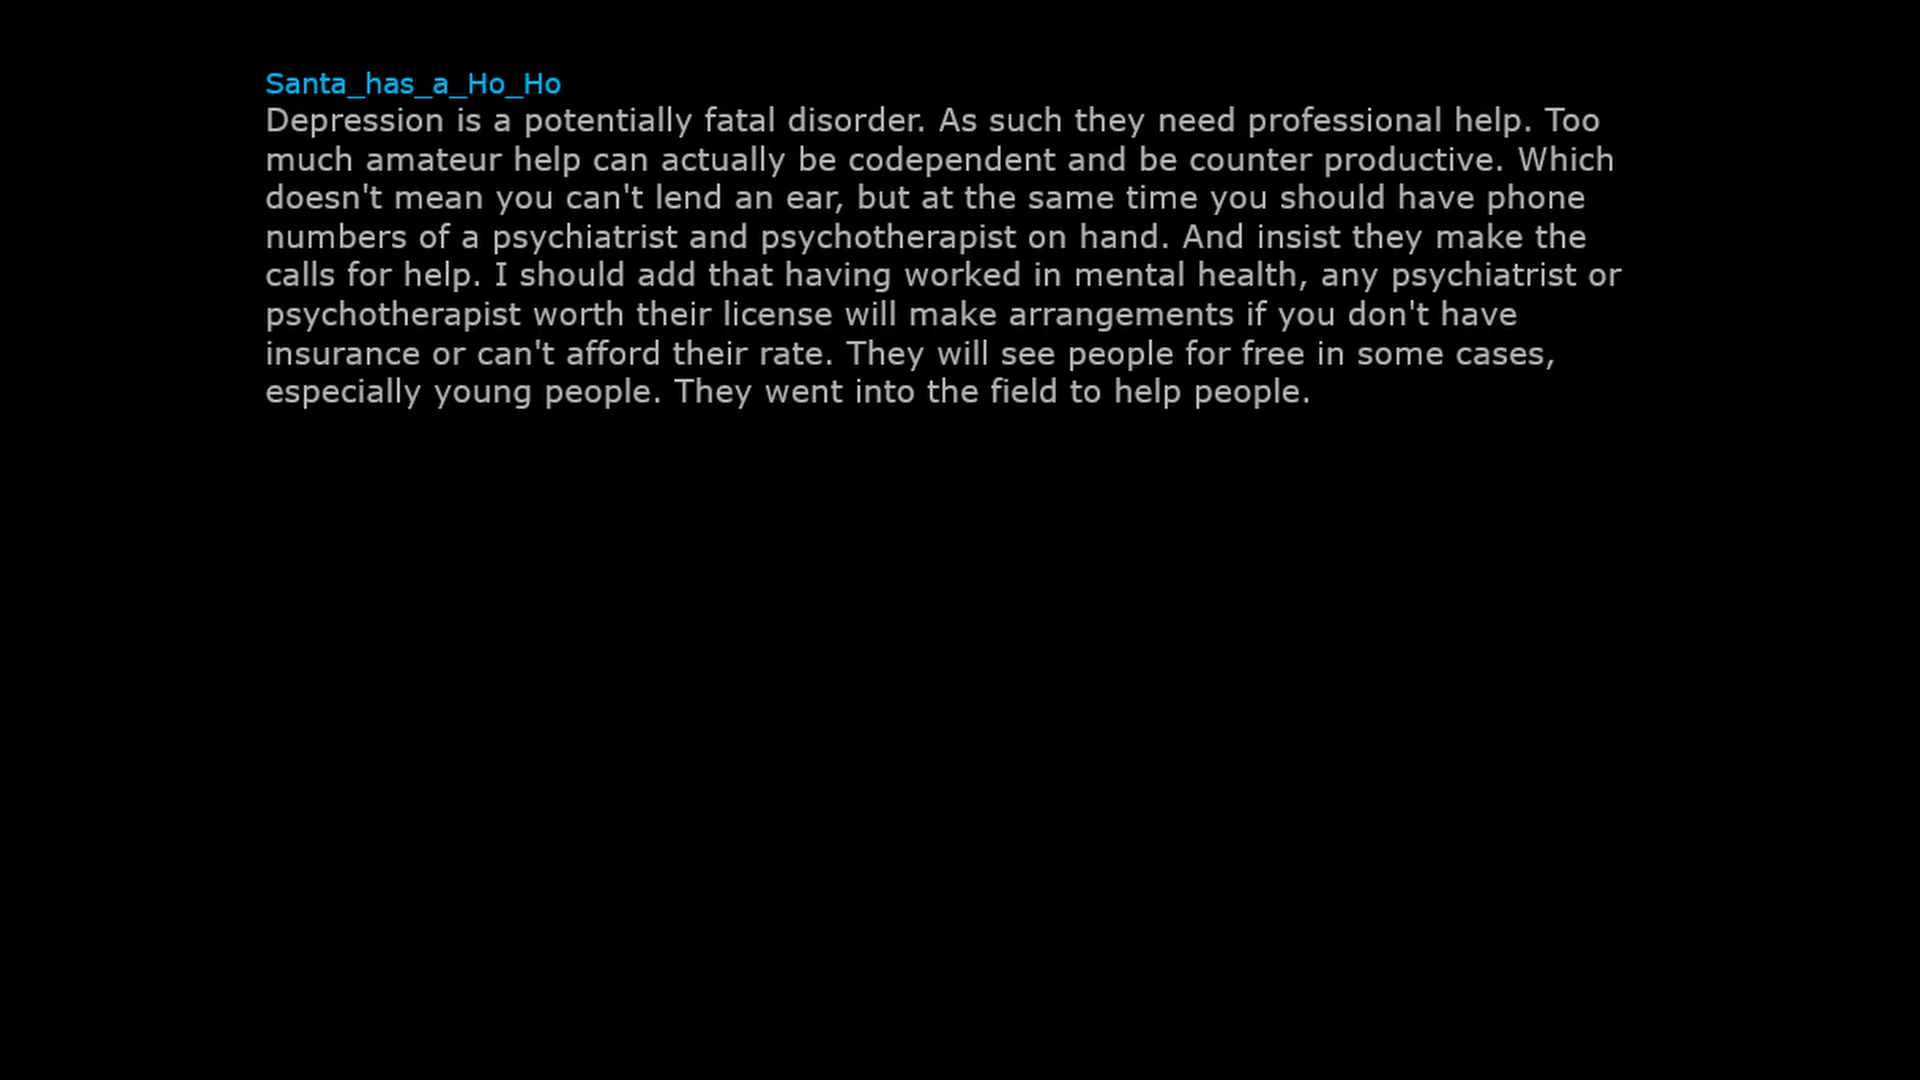 Santa_has_a_Ho_Ho
Depression is a potentially fatal disorder. As such they need professional help. Too
much amateur help can actually be codependent and be counter productive. Which
doesn't mean you can't lend an ear, but at the same time you should have phone
numbers of a psychiatrist and psychotherapist on hand. And insist they make the
calls for help. I should add that having worked in mental health, any psychiatrist or
psychotherapist worth their license will make arrangements if you don't have
insurance or can't afford their rate. They will see people for free in some cases,
especially young people. They went into the field to help people.